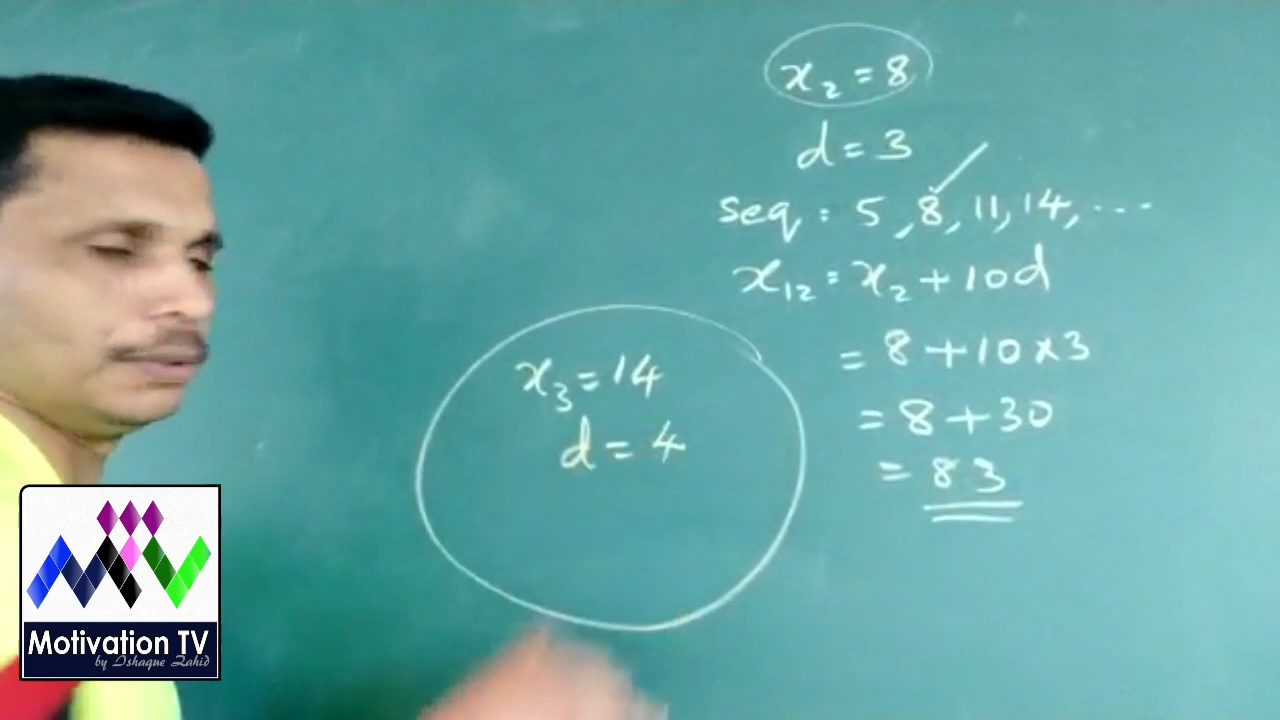 x₂ = 8
d = 3
seq : 5, 8, 11, 14, ...
x₁₂ = x₂ + 10d
= 8 + 10 × 3
= 8 + 30
= 83
x₃ = 14
d = 4
Motivation TV
by Ishaque Zahid